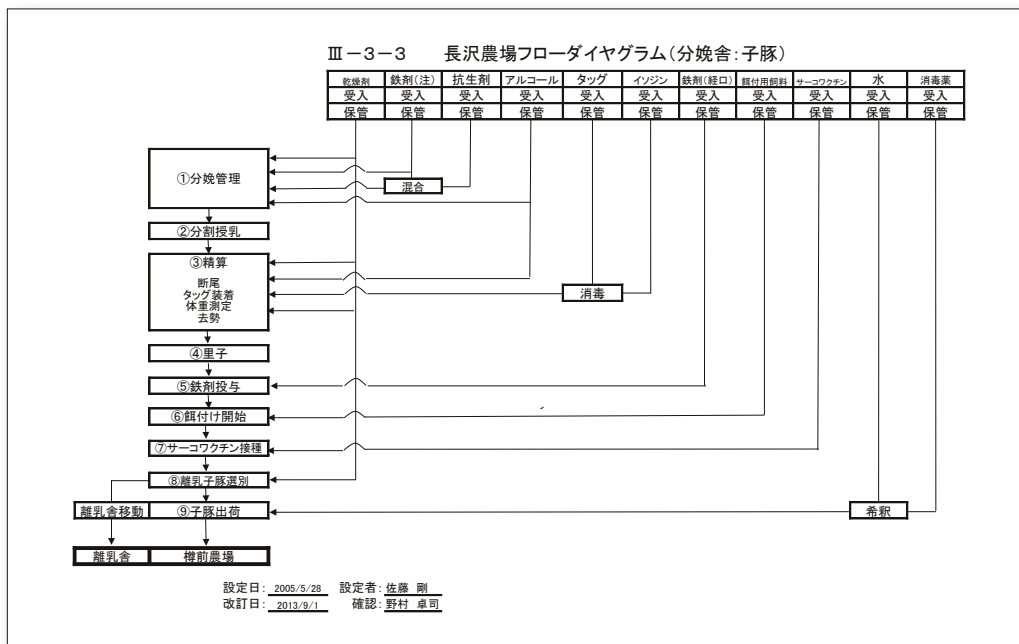 Ⅲ－3－3　長沢農場フローダイヤグラム（分娩舎：子豚）
乾燥剤 鉄剤（注） 抗生剤 アルコール タッグ イソジン 鉄剤（経口） 餌付用飼料 サーコワクチン 水 消毒薬
受入 受入 受入 受入 受入 受入 受入 受入 受入 受入 受入
保管 保管 保管 保管 保管 保管 保管 保管 保管 保管 保管
①分娩管理
混合
②分割授乳
③精算
断尾
タッグ装着
体重測定
去勢
消毒
④里子
⑤鉄剤投与
⑥餌付け開始
⑦サーコワクチン接種
⑧離乳子豚選別
離乳舎移動 ⑨子豚出荷 希釈
離乳舎 樽前農場
設定日： 2005/5/28 設定者：佐藤 剛
改訂日： 2013/9/1 確認：野村 卓司